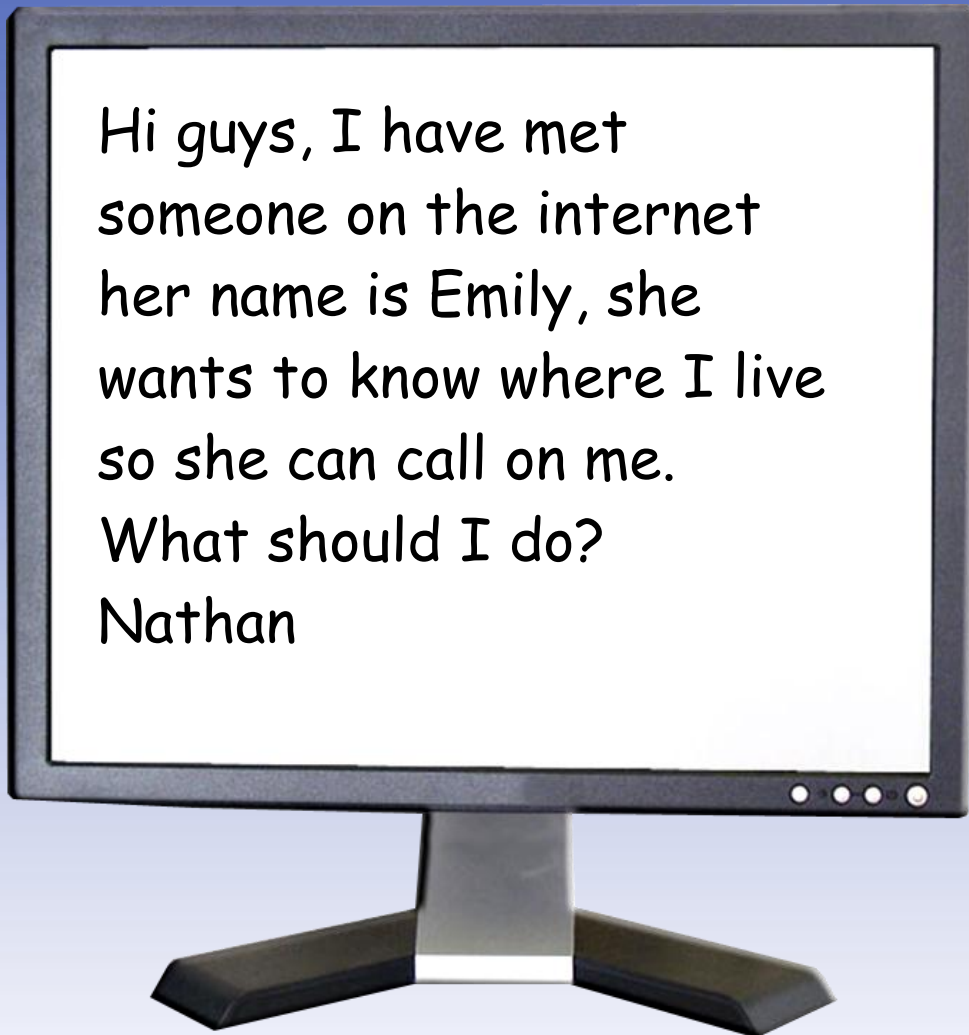 Hi guys, I have met
someone on the internet
her name is Emily, she
wants to know where I live
so she can call on me.
What should I do?
Nathan